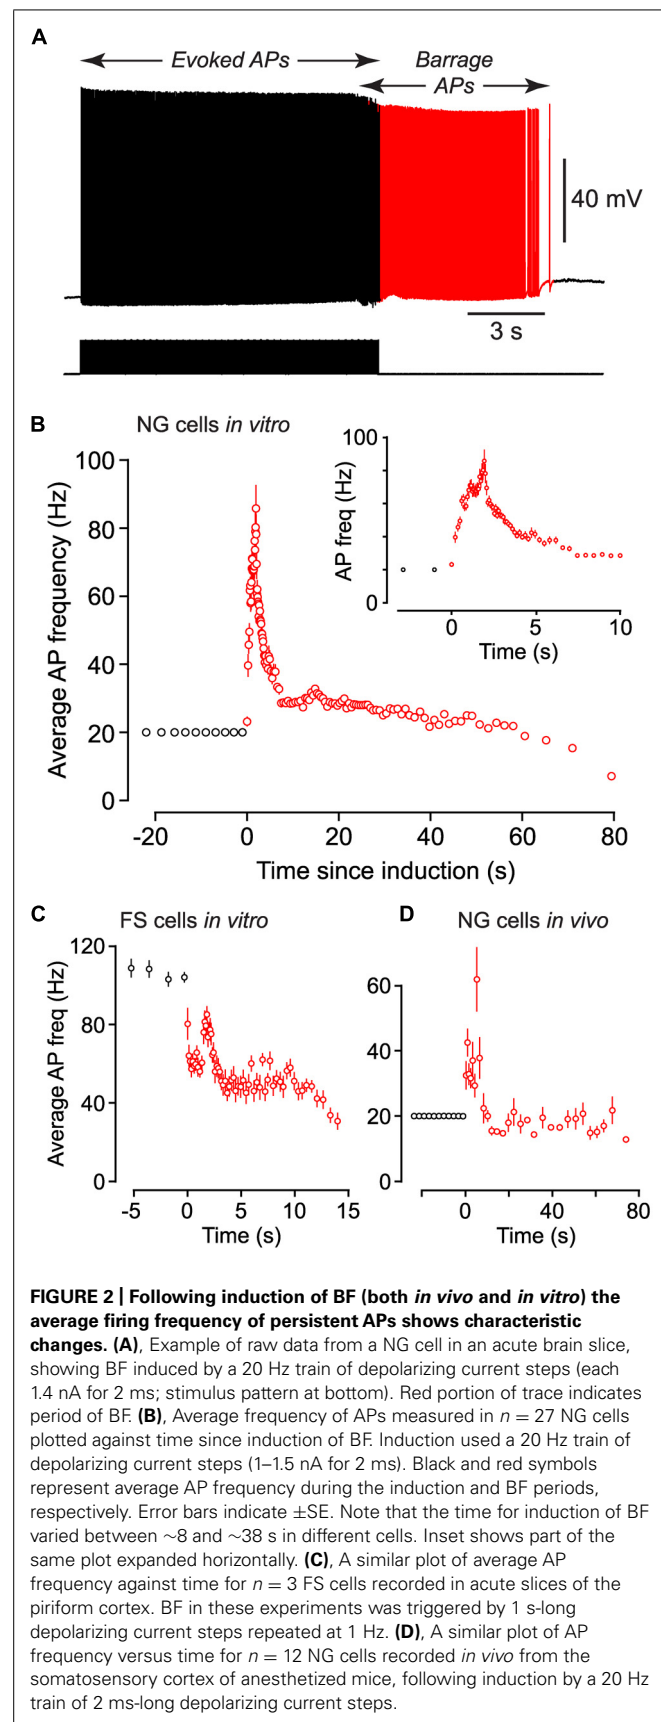 A
Evoked APs
Barrage
APs
40 mV
3 s
B
NG cells in vitro
Average AP frequency (Hz)
100
80
60
40
20
0
-20
0
20
40
60
80
Time since induction (s)
AP freq (Hz)
100
0
0
5
10
Time (s)
C
FS cells in vitro
Average AP freq (Hz)
120
80
40
0
-5
0
5
10
15
Time (s)
D
NG cells in vivo
60
40
20
0
0
80
Time (s)
FIGURE 2 | Following induction of BF (both in vivo and in vitro) the
average firing frequency of persistent APs shows characteristic
changes. (A), Example of raw data from a NG cell in an acute brain slice,
showing BF induced by a 20 Hz train of depolarizing current steps (each
1.4 nA for 2 ms; stimulus pattern at bottom). Red portion of trace indicates
period of BF. (B), Average frequency of APs measured in n = 27 NG cells
plotted against time since induction of BF. Induction used a 20 Hz train of
depolarizing current steps (1–1.5 nA for 2 ms). Black and red symbols
represent average AP frequency during the induction and BF periods,
respectively. Error bars indicate ±SE. Note that the time for induction of BF
varied between ∼8 and ∼38 s in different cells. Inset shows part of the
same plot expanded horizontally. (C), A similar plot of average AP
frequency against time for n = 3 FS cells recorded in acute slices of the
piriform cortex. BF in these experiments was triggered by 1 s-long
depolarizing current steps repeated at 1 Hz. (D), A similar plot of AP
frequency versus time for n = 12 NG cells recorded in vivo from the
somatosensory cortex of anesthetized mice, following induction by a 20 Hz
train of 2 ms-long depolarizing current steps.